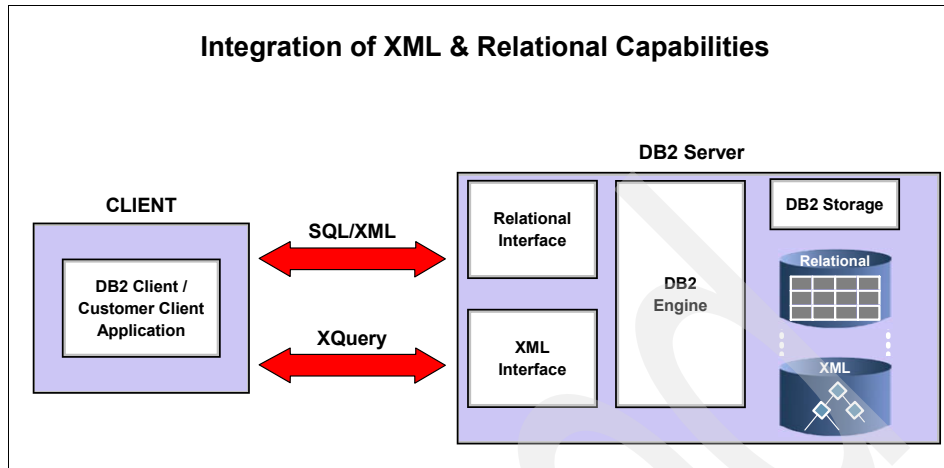 Integration of XML & Relational Capabilities
CLIENT
DB2 Client /
Customer Client
Application
SQL/XML
XQuery
DB2 Server
Relational
Interface
XML
Interface
DB2
Engine
DB2 Storage
Relational
XML